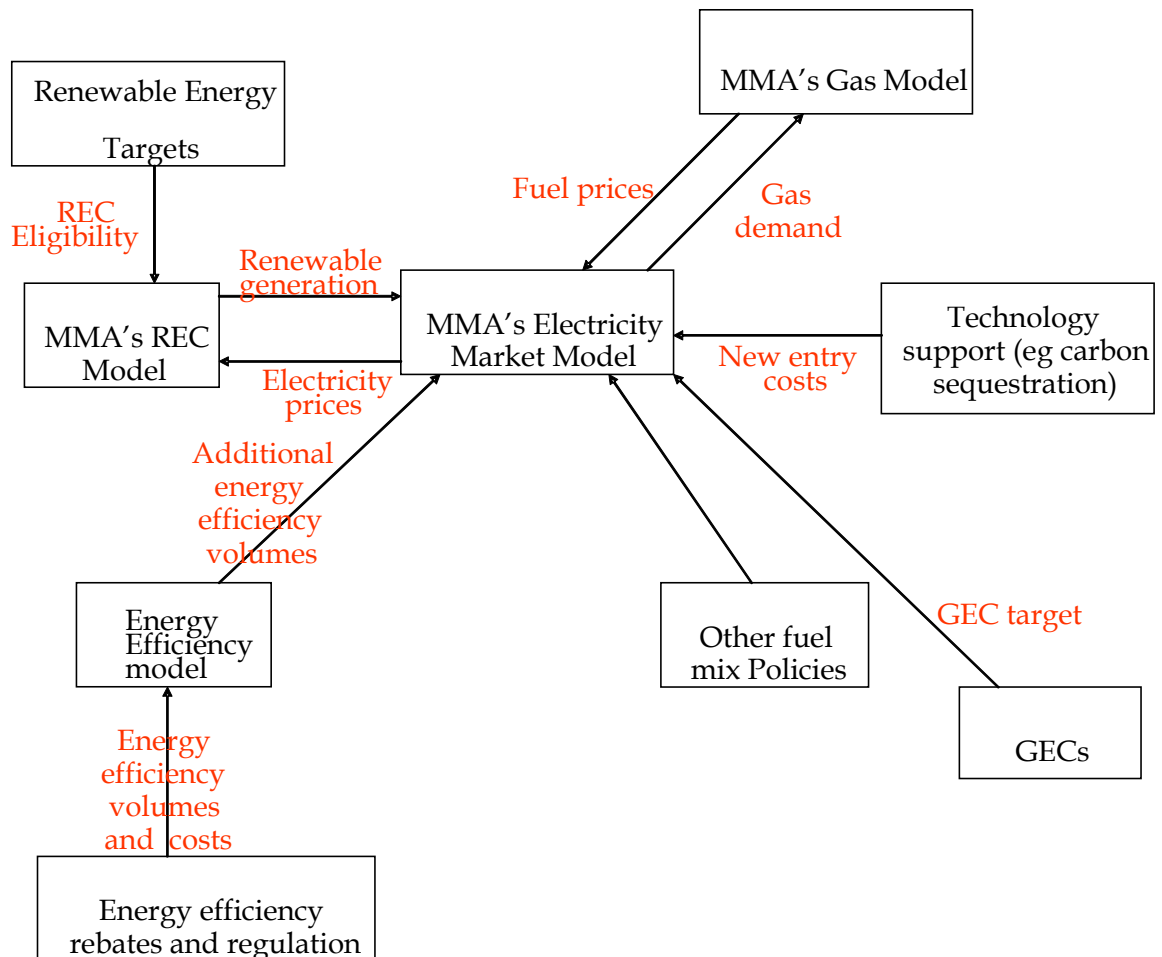 MMA's Gas Model
Renewable Energy
Targets
Fuel prices
Gas
demand
REC
Eligibility
Renewable
generation
MMA's REC
Model
MMA's Electricity
Market Model
Technology
support (eg carbon
sequestration)
New entry
costs
Electricity
prices
Additional
energy
efficiency
volumes
Energy
Efficiency
model
Other fuel
mix Policies
GEC target
GECs
Energy
efficiency
volumes
and costs
Energy efficiency
rebates and regulation